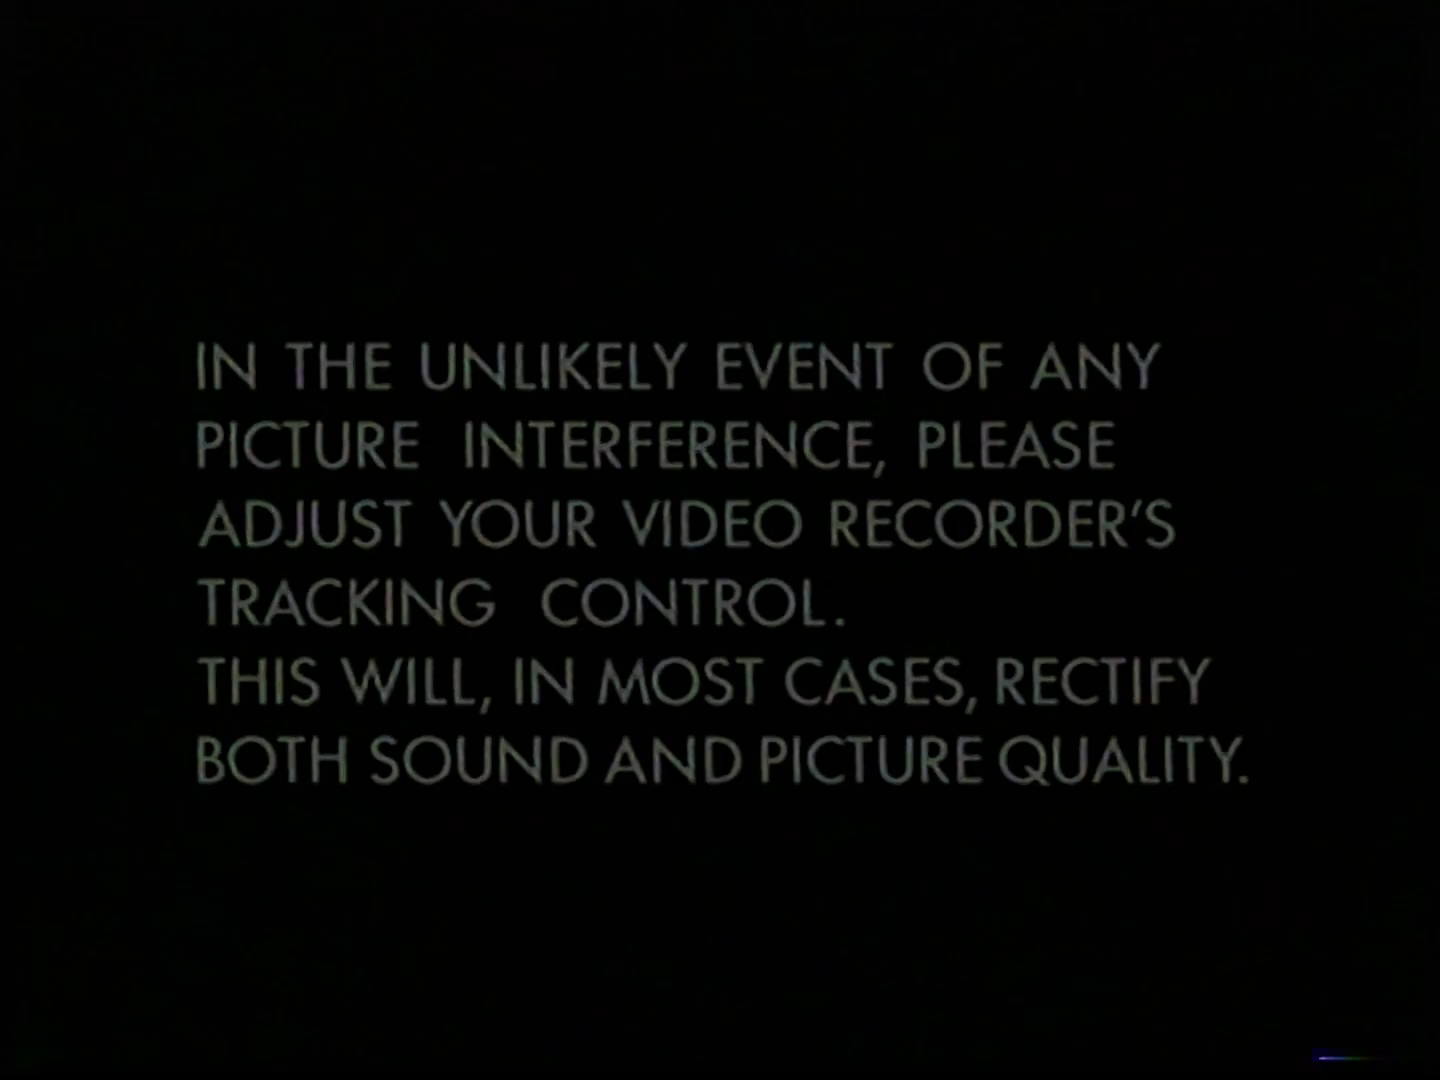 IN THE UNLIKELY EVENT OF ANY
PICTURE INTERFERENCE, PLEASE
ADJUST YOUR VIDEO RECORDER'S
TRACKING CONTROL.
THIS WILL, IN MOST CASES, RECTIFY
BOTH SOUND AND PICTURE QUALITY.